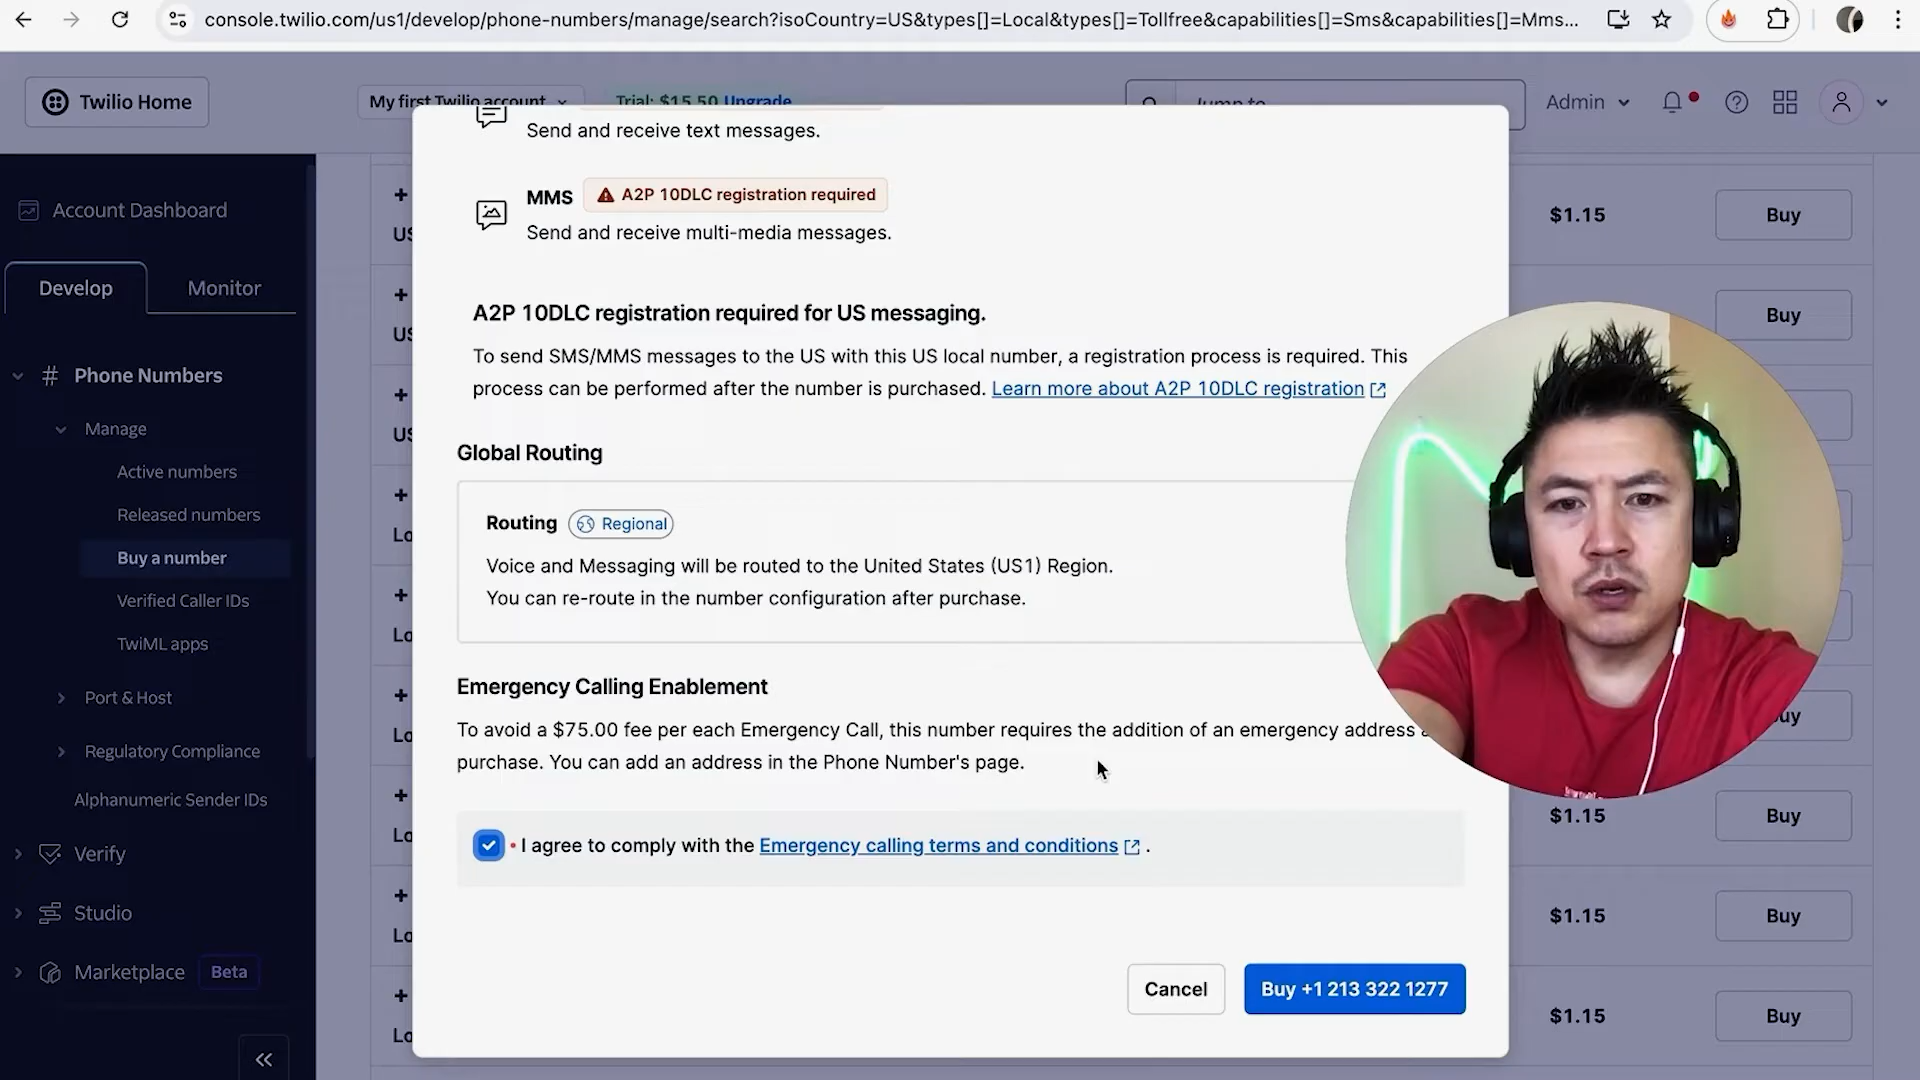 console.twilio.com/us1/develop/phone-numbers/manage/search?isoCountry=US&types[]=Local&types[]=Tollfree&capabilities[]=Sms&capabilities[]=Mms...
Twilio Home
My first Twilio account
Trial: $15.50 Upgrade
Jump to
Admin
Account Dashboard
Develop
Monitor
# Phone Numbers
Manage
Active numbers
Released numbers
Buy a number
Verified Caller IDs
TwiML apps
Port & Host
Regulatory Compliance
Alphanumeric Sender IDs
Verify
Studio
Marketplace Beta
Send and receive text messages.
MMS A2P 10DLC registration required
Send and receive multi-media messages.
A2P 10DLC registration required for US messaging.
To send SMS/MMS messages to the US with this US local number, a registration process is required. This
process can be performed after the number is purchased. Learn more about A2P 10DLC registration
Global Routing
Routing Regional
Voice and Messaging will be routed to the United States (US1) Region.
You can re-route in the number configuration after purchase.
Emergency Calling Enablement
To avoid a $75.00 fee per each Emergency Call, this number requires the addition of an emergency address
purchase. You can add an address in the Phone Number's page.
• I agree to comply with the Emergency calling terms and conditions .
Cancel
Buy +1 213 322 1277
$1.15 Buy
Buy
$1.15 Buy
$1.15 Buy
$1.15 Buy